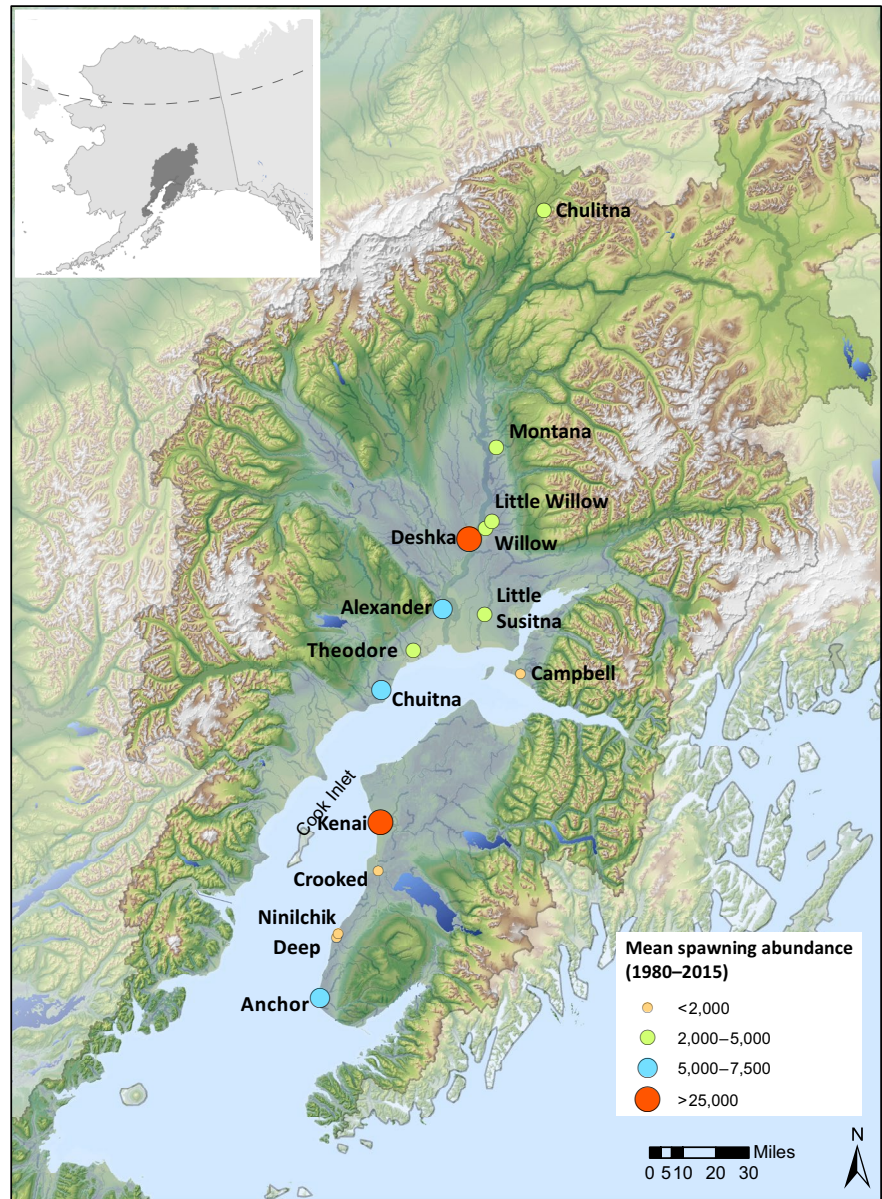 Chulitna
Montana
Little Willow
Deshka
Willow
Alexander
Little
Susitna
Theodore
Campbell
Chuitna
Cook Inlet
Kenai
Crooked
Ninilchik
Deep
Anchor
Mean spawning abundance
(1980–2015)
<2,000
2,000–5,000
5,000–7,500
>25,000
N
Miles
0 5 10 20 30